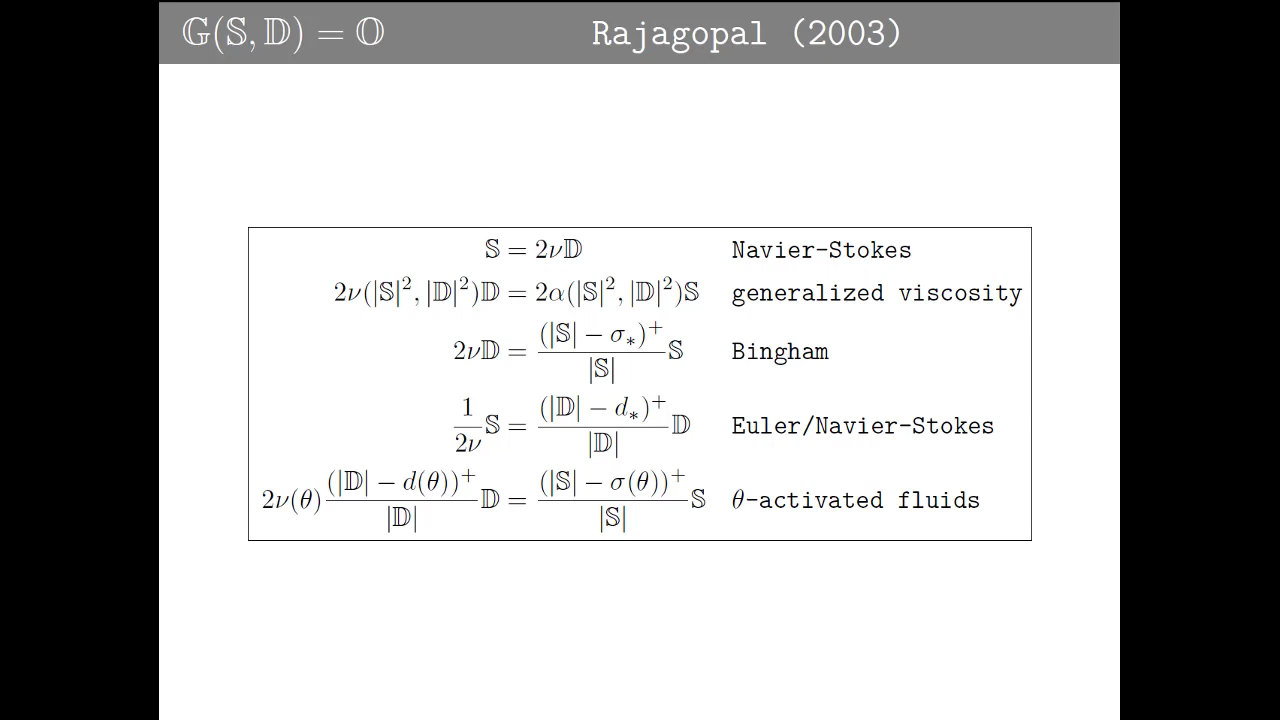 𝔾(𝕊, 𝔻) = 𝕆 Rajagopal (2003)
𝕊 = 2ν𝔻 Navier-Stokes
2ν(|𝕊|², |𝔻|²)𝔻 = 2α(|𝕊|², |𝔻|²)𝕊 generalized viscosity
2ν𝔻 = (|𝕊| − σ∗)⁺ / |𝕊| 𝕊 Bingham
1 / 2ν 𝕊 = (|𝔻| − d∗)⁺ / |𝔻| 𝔻 Euler/Navier-Stokes
2ν(θ) (|𝔻| − d(θ))⁺ / |𝔻| 𝔻 = (|𝕊| − σ(θ))⁺ / |𝕊| 𝕊 θ-activated fluids